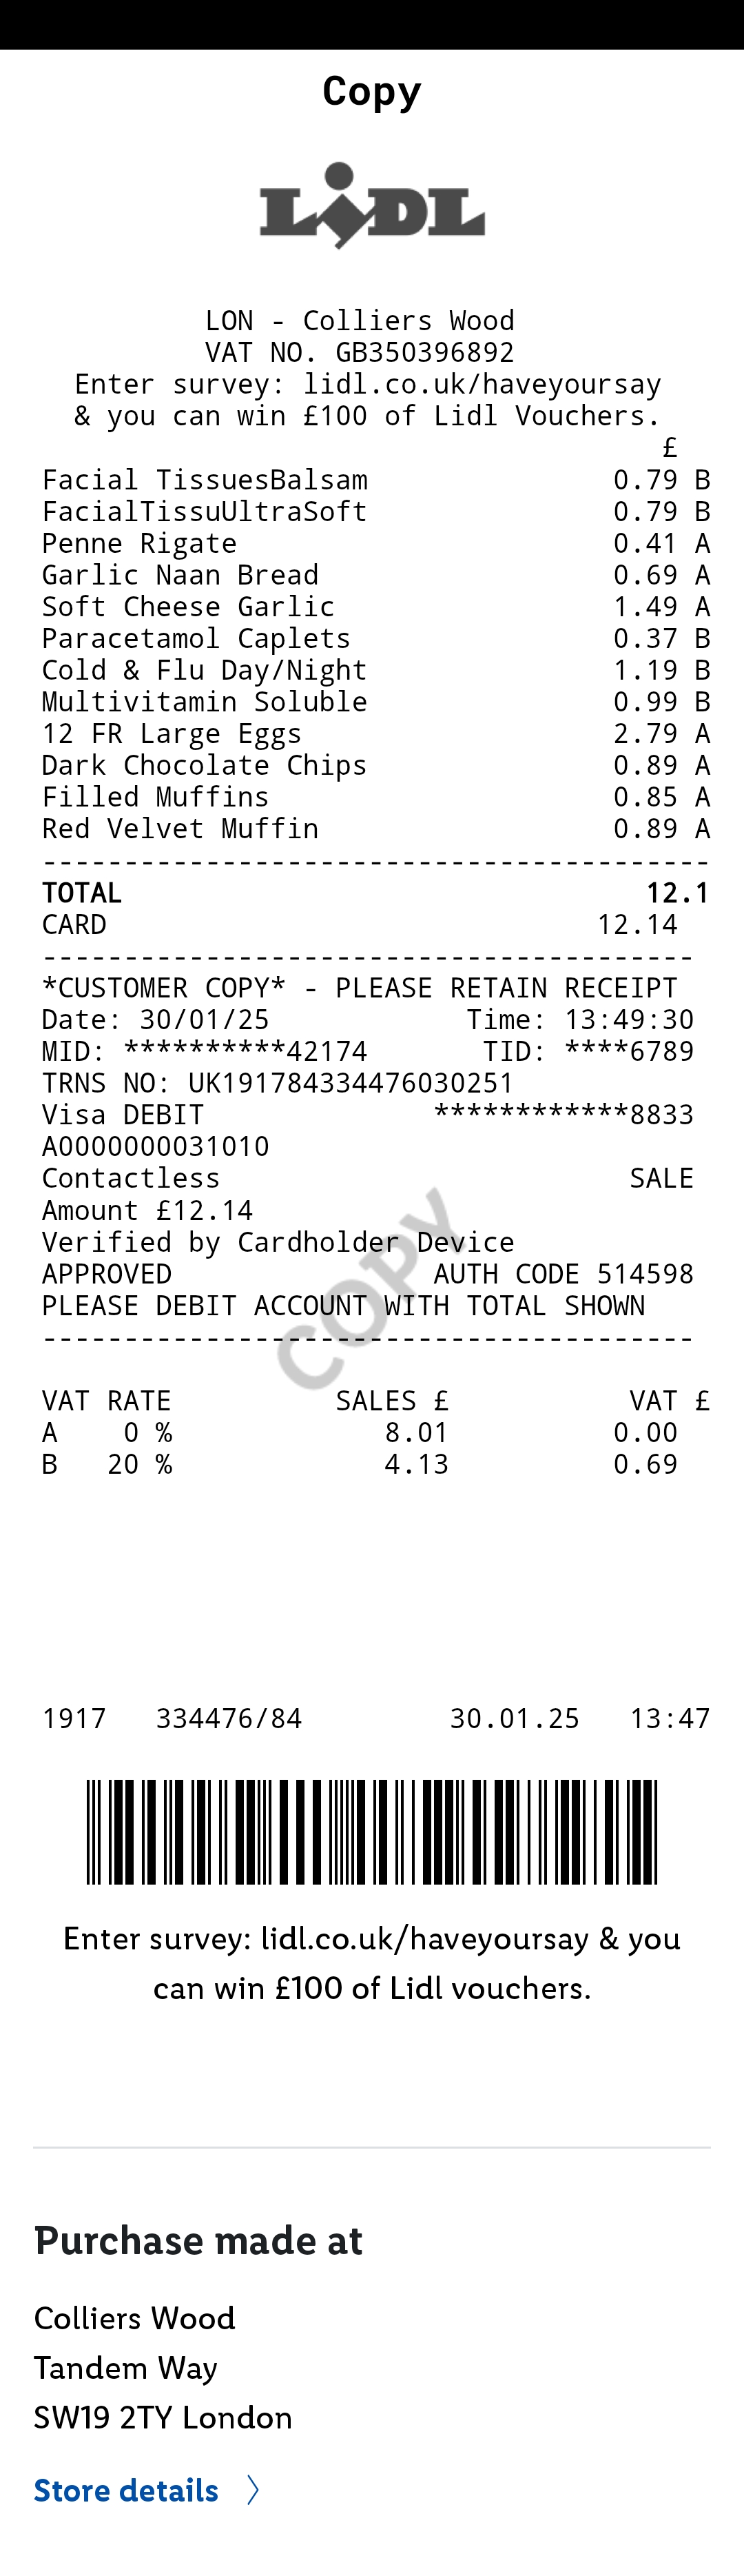 Copy
LIDL
LON - Colliers Wood
VAT NO. GB350396892
Enter survey: lidl.co.uk/haveyoursay
& you can win £100 of Lidl Vouchers.
£
Facial TissuesBalsam 0.79 B
FacialTissuUltraSoft 0.79 B
Penne Rigate 0.41 A
Garlic Naan Bread 0.69 A
Soft Cheese Garlic 1.49 A
Paracetamol Caplets 0.37 B
Cold & Flu Day/Night 1.19 B
Multivitamin Soluble 0.99 B
12 FR Large Eggs 2.79 A
Dark Chocolate Chips 0.89 A
Filled Muffins 0.85 A
Red Velvet Muffin 0.89 A
-----------------------------------------
TOTAL 12.1
CARD 12.14
----------------------------------------
*CUSTOMER COPY* - PLEASE RETAIN RECEIPT
Date: 30/01/25 Time: 13:49:30
MID: **********42174 TID: ****6789
TRNS NO: UK191784334476030251
Visa DEBIT ************8833
A0000000031010
Contactless SALE
Amount £12.14
Verified by Cardholder Device
APPROVED AUTH CODE 514598
PLEASE DEBIT ACCOUNT WITH TOTAL SHOWN
----------------------------------------
COPY
VAT RATE SALES £ VAT £
A 0 % 8.01 0.00
B 20 % 4.13 0.69
1917 334476/84 30.01.25 13:47
Enter survey: lidl.co.uk/haveyoursay & you
can win £100 of Lidl vouchers.
Purchase made at
Colliers Wood
Tandem Way
SW19 2TY London
Store details